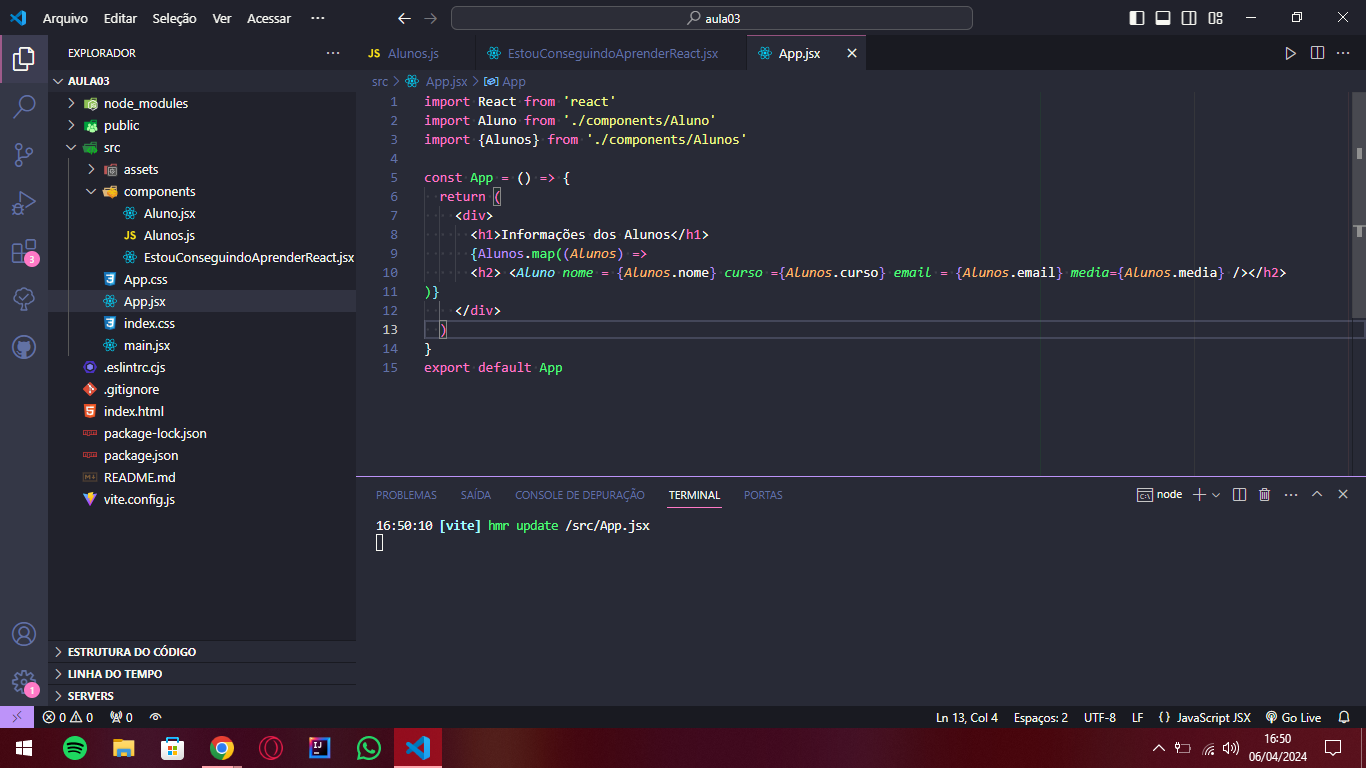 Arquivo Editar Seleção Ver Acessar ···
aula03
EXPLORADOR ···
AULA03
node_modules
public
src
assets
components
Aluno.jsx
JS Alunos.js
EstouConseguindoAprenderReact.jsx
App.css
App.jsx
index.css
main.jsx
.eslintrc.cjs
.gitignore
index.html
package-lock.json
package.json
README.md
vite.config.js
ESTRUTURA DO CÓDIGO
LINHA DO TEMPO
SERVERS
3
1
JS Alunos.js EstouConseguindoAprenderReact.jsx App.jsx
src > App.jsx > App
1 import React from 'react'
2 import Aluno from './components/Aluno'
3 import {Alunos} from './components/Alunos'
4
5 const App = () => {
6 return (
7 <div>
8 <h1>Informações dos Alunos</h1>
9 {Alunos.map((Alunos) =>
10 <h2> <Aluno nome = {Alunos.nome} curso ={Alunos.curso} email = {Alunos.email} media={Alunos.media} /></h2>
11 )}
12 </div>
13 )
14 }
15 export default App
PROBLEMAS SAÍDA CONSOLE DE DEPURAÇÃO TERMINAL PORTAS node
16:50:10 [vite] hmr update /src/App.jsx
0 0 0 Ln 13, Col 4 Espaços: 2 UTF-8 LF {} JavaScript JSX Go Live
16:50
06/04/2024